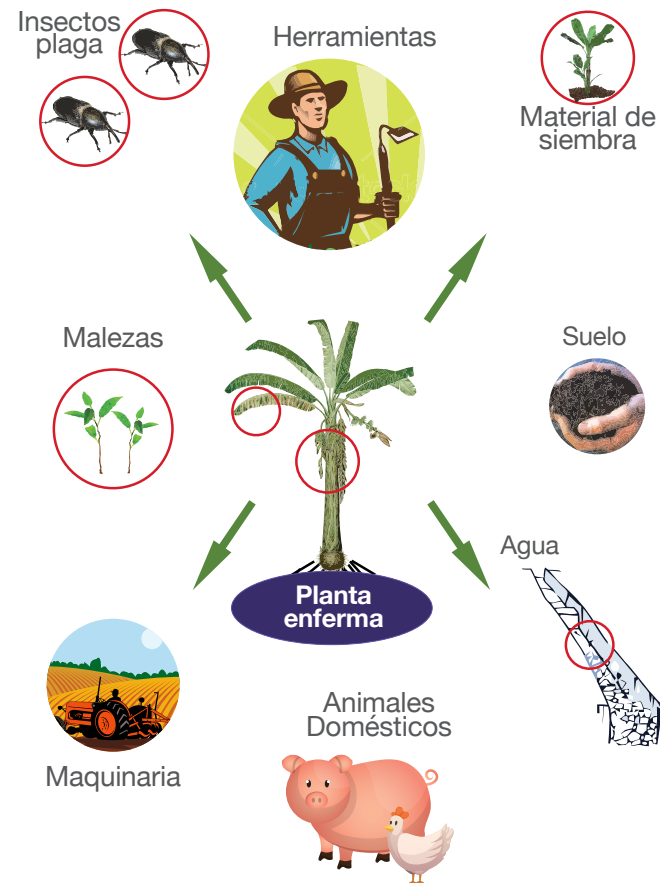 Insectos
plaga
Herramientas
Material de
siembra
Malezas
Suelo
Agua
Planta
enferma
Maquinaria
Animales
Domésticos